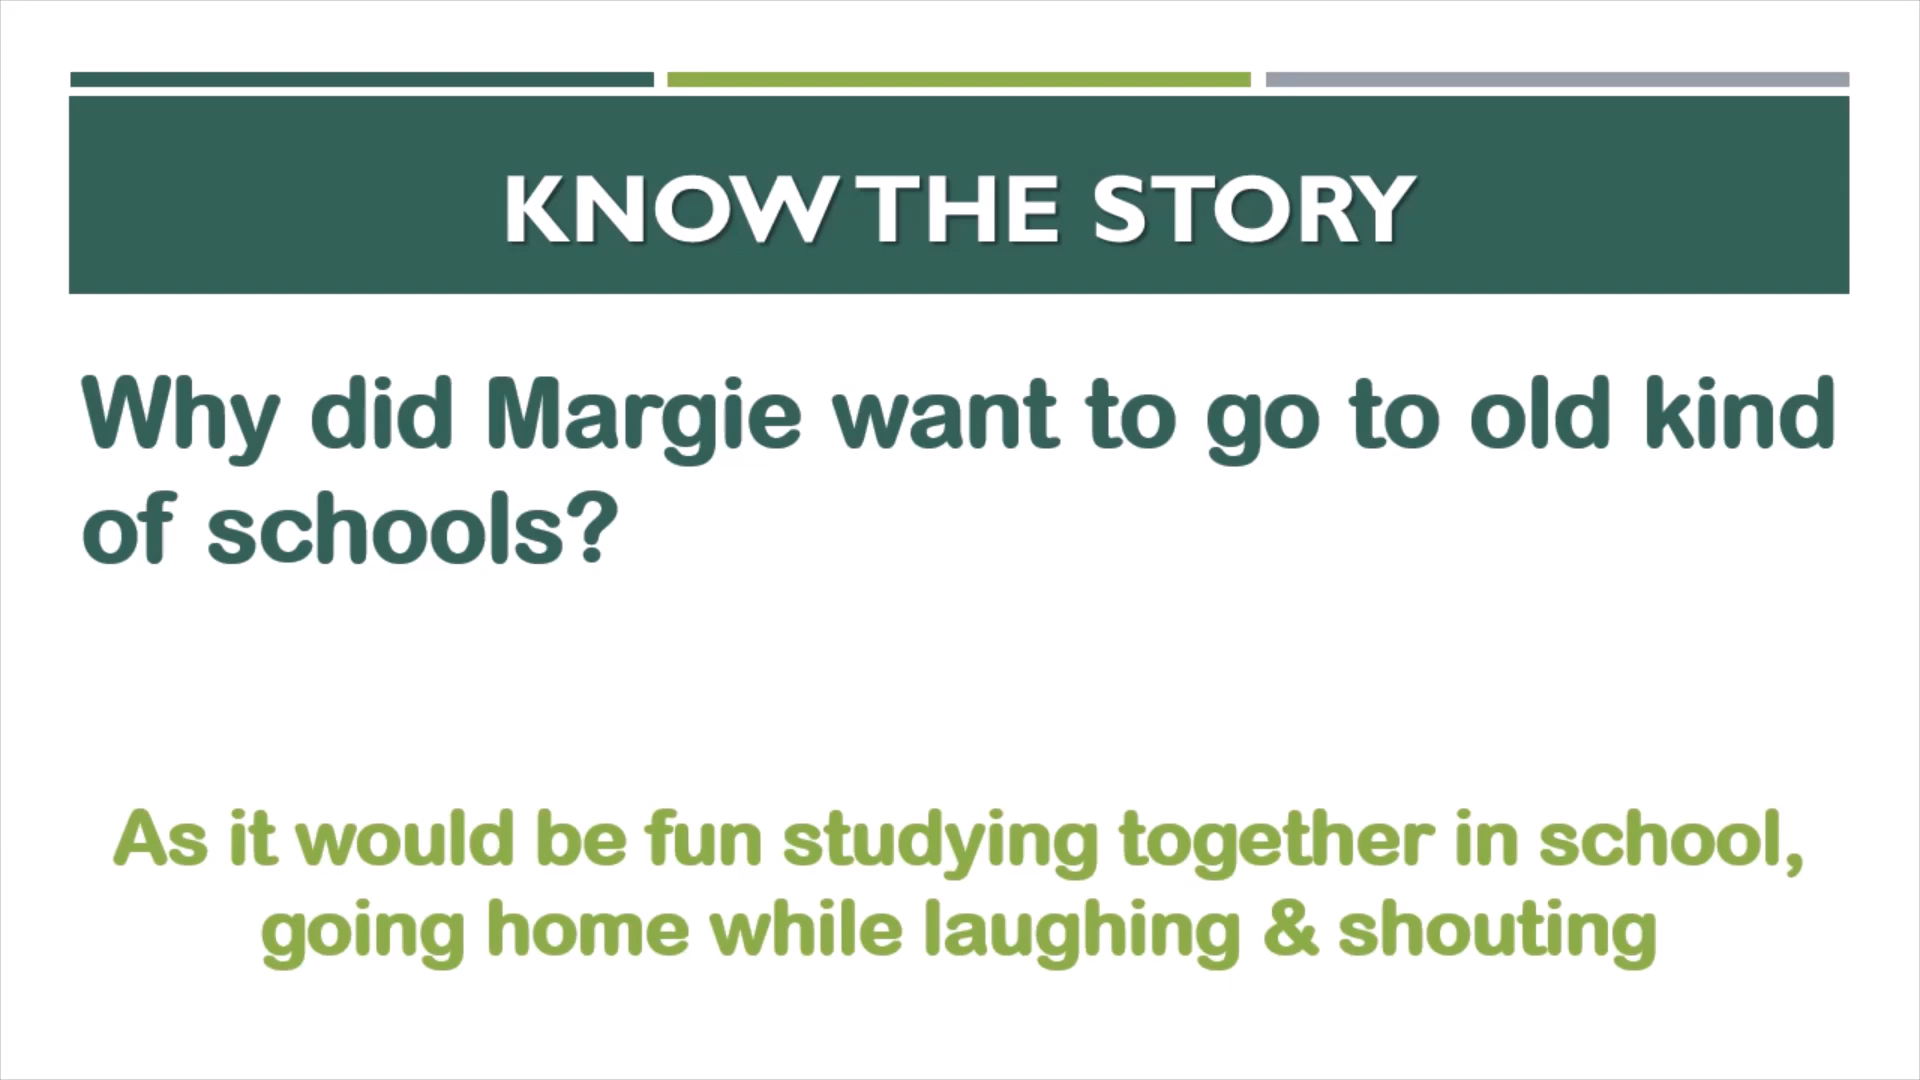 KNOW THE STORY
Why did Margie want to go to old kind
of schools?
As it would be fun studying together in school,
going home while laughing & shouting